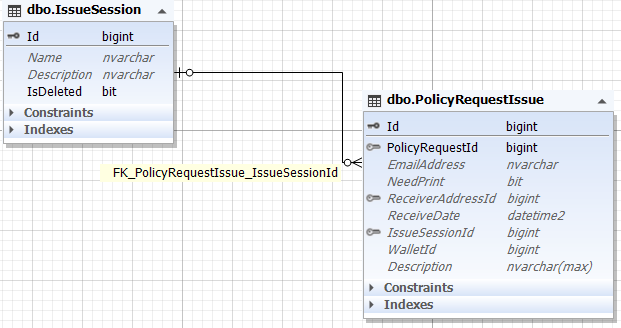 dbo.IssueSession
Id bigint
Name nvarchar
Description nvarchar
IsDeleted bit
Constraints
Indexes
FK_PolicyRequestIssue_IssueSessionId
dbo.PolicyRequestIssue
Id bigint
PolicyRequestId bigint
EmailAddress nvarchar
NeedPrint bit
ReceiverAddressId bigint
ReceiveDate datetime2
IssueSessionId bigint
WalletId bigint
Description nvarchar(max)
Constraints
Indexes